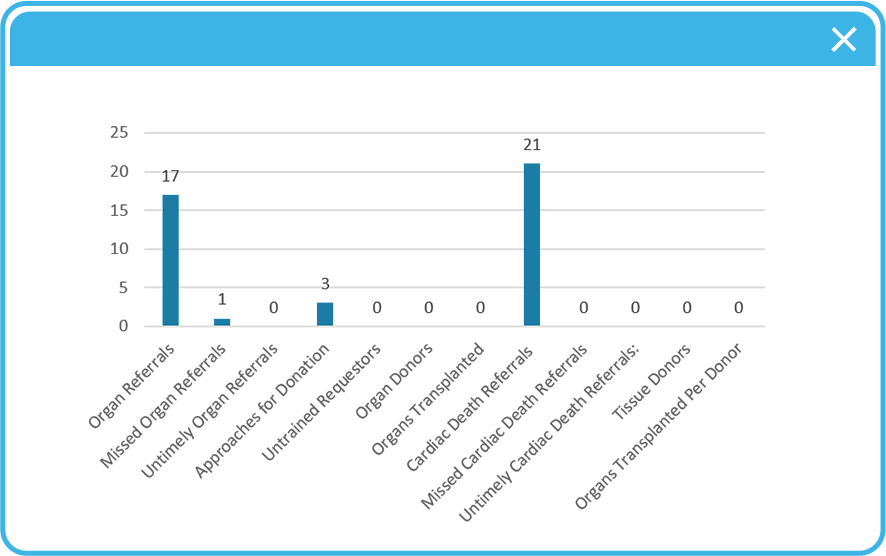 25
20
15
10
5
0
17
1
0
3
0
0
0
21
0
0
0
0
Organ Referrals
Missed Organ Referrals
Untimely Organ Referrals
Approaches for Donation
Untrained Requestors
Organ Donors
Organs Transplanted
Cardiac Death Referrals
Missed Cardiac Death Referrals
Untimely Cardiac Death Referrals:
Tissue Donors
Organs Transplanted Per Donor